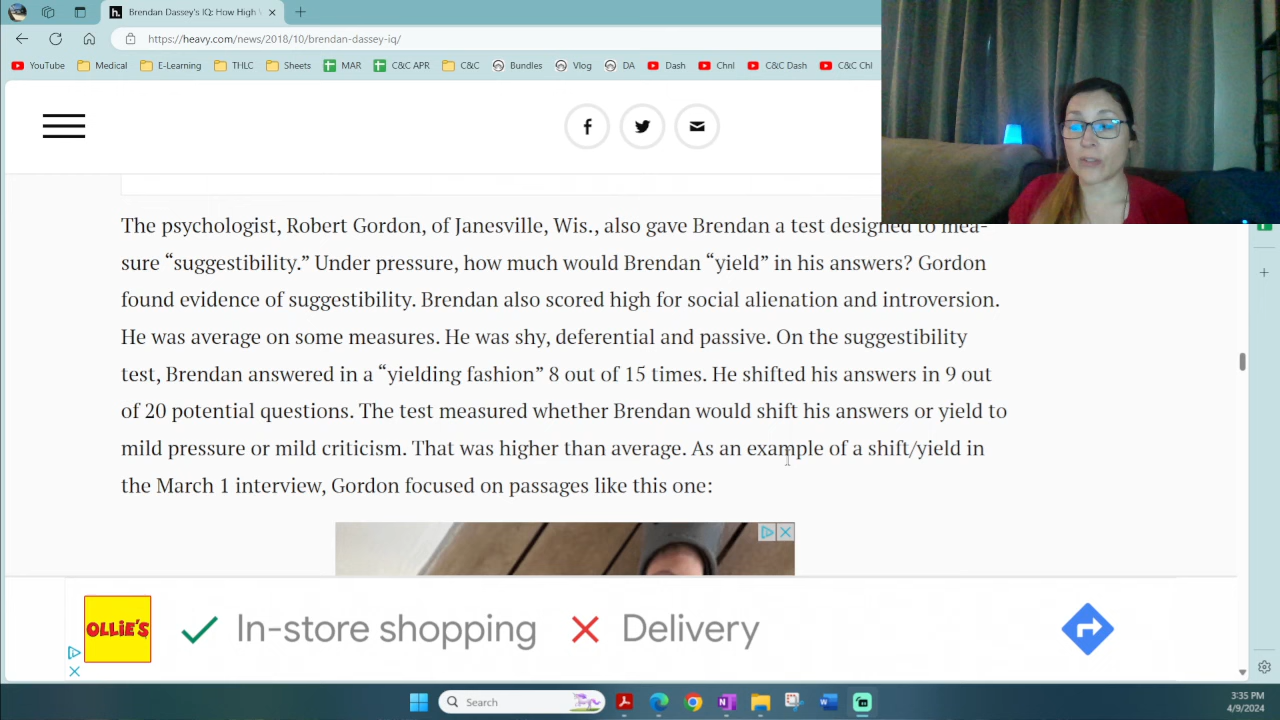 Brendan Dassey's IQ: How High
https://heavy.com/news/2018/10/brendan-dassey-iq/
YouTube Medical E-Learning THLC Sheets MAR C&C APR C&C Bundles Vlog DA Dash Chnl C&C Dash C&C Chl
The psychologist, Robert Gordon, of Janesville, Wis., also gave Brendan a test designed to mea-
sure “suggestibility.” Under pressure, how much would Brendan “yield” in his answers? Gordon
found evidence of suggestibility. Brendan also scored high for social alienation and introversion.
He was average on some measures. He was shy, deferential and passive. On the suggestibility
test, Brendan answered in a “yielding fashion” 8 out of 15 times. He shifted his answers in 9 out
of 20 potential questions. The test measured whether Brendan would shift his answers or yield to
mild pressure or mild criticism. That was higher than average. As an example of a shift/yield in
the March 1 interview, Gordon focused on passages like this one:
OLLIE'S In-store shopping Delivery
Search
3:35 PM
4/9/2024